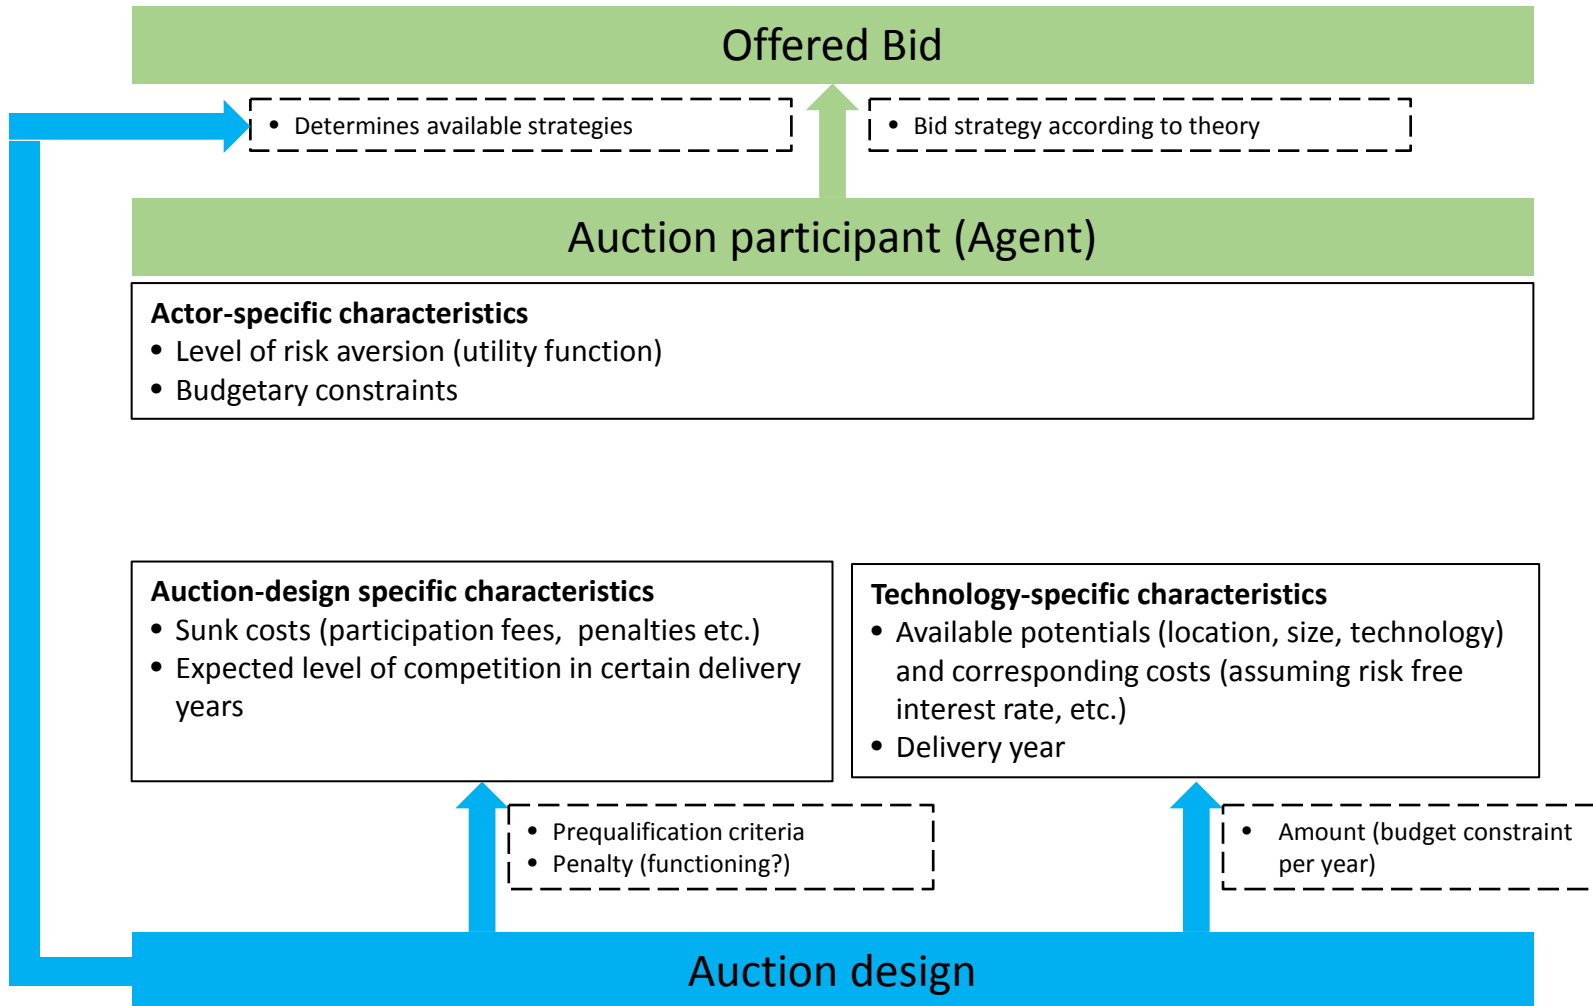 Offered Bid
• Determines available strategies
• Bid strategy according to theory
Auction participant (Agent)
Actor-specific characteristics
• Level of risk aversion (utility function)
• Budgetary constraints
Auction-design specific characteristics
• Sunk costs (participation fees,  penalties etc.)
• Expected level of competition in certain delivery
years
Technology-specific characteristics
• Available potentials (location, size, technology)
and corresponding costs (assuming risk free
interest rate, etc.)
• Delivery year
• Prequalification criteria
• Penalty (functioning?)
• Amount (budget constraint
per year)
Auction design